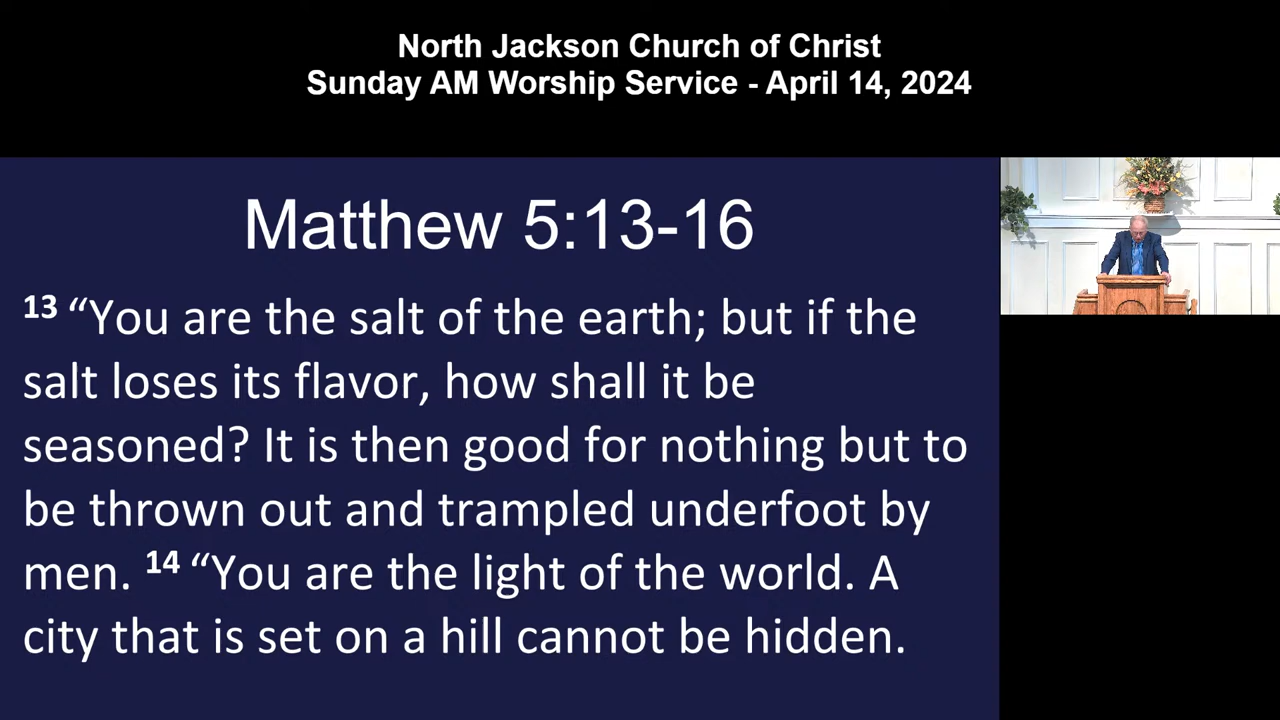 North Jackson Church of Christ
Sunday AM Worship Service - April 14, 2024
Matthew 5:13-16
13 “You are the salt of the earth; but if the
salt loses its flavor, how shall it be
seasoned? It is then good for nothing but to
be thrown out and trampled underfoot by
men. 14 “You are the light of the world. A
city that is set on a hill cannot be hidden.